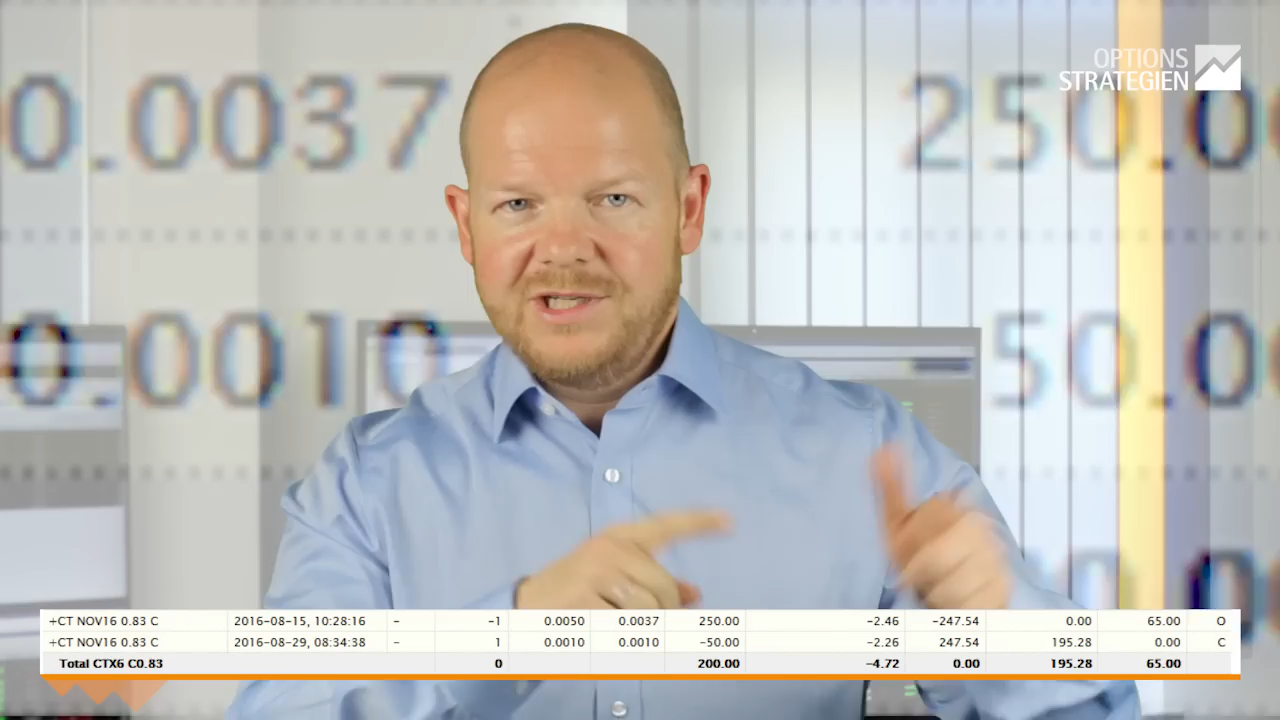 OPTIONS
STRATEGIEN
0.0037
250.0
0.0010
50.0
+CT NOV16 0.83 C 2016-08-15, 10:28:16 - -1 0.0050 0.0037 250.00 -2.46 -247.54 0.00 65.00 O
+CT NOV16 0.83 C 2016-08-29, 08:34:38 - 1 0.0010 0.0010 -50.00 -2.26 247.54 195.28 0.00 C
Total CTX6 C0.83 0 200.00 -4.72 0.00 195.28 65.00